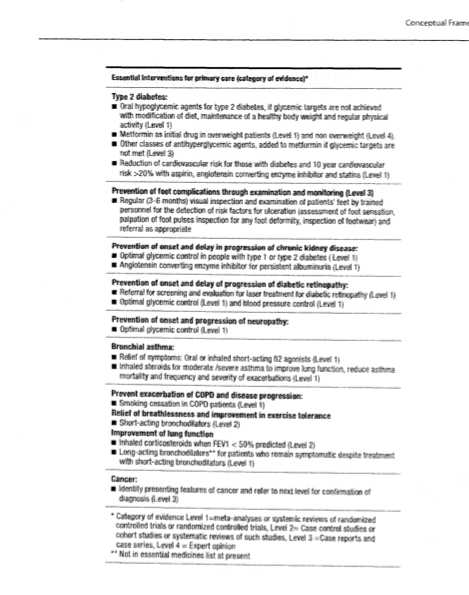 Conceptual Frame
Essential Interventions for primary care (category of evidence)*
Type 2 diabetes:
■ Oral hypoglycemic agents for type 2 diabetes, if glycemic targets are not achieved
with modification of diet, maintenance of a healthy body weight and regular physical
activity (Level 1)
■ Metformin as initial drug in overweight patients (Level 1) and non overweight (Level 4).
■ Other classes of antihyperglycemic agents, added to metformin if glycemic targets are
not met (Level 3)
■ Reduction of cardiovascular risk for those with diabetes and 10 year cardiovascular
risk >20% with aspirin, angiotensin converting enzyme inhibitor and statins (Level 1)
Prevention of foot complications through examination and monitoring (Level 3)
■ Regular (3-6 months) visual inspection and examination of patients' feet by trained
personnel for the detection of risk factors for ulceration (assessment of foot sensation,
palpation of foot pulses inspection for any foot deformity, inspection of footwear) and
referral as appropriate
Prevention of onset and delay in progression of chronic kidney disease:
■ Optimal glycemic control in people with type 1 or type 2 diabetes ( Level 1)
■ Angiotensin converting enzyme inhibitor for persistent albuminuria (Level 1)
Prevention of onset and delay of progression of diabetic retinopathy:
■ Referral for screening and evaluation for laser treatment for diabetic retinopathy (Level 1)
■ Optimal glycemic control (Level 1) and blood pressure control (Level 1)
Prevention of onset and progression of neuropathy:
■ Optimal glycemic control (Level 1)
Bronchial asthma:
■ Relief of symptoms: Oral or inhaled short-acting B2 agonists (Level 1)
■ Inhaled steroids for moderate /severe asthma to improve lung function, reduce asthma
mortality and frequency and severity of exacerbations (Level 1)
Prevent exacerbation of COPD and disease progression:
■ Smoking cessation in COPD patients (Level 1)
Relief of breathlessness and improvement in exercise tolerance
■ Short-acting bronchodilators (Level 2)
Improvement of lung function
■ Inhaled corticosteroids when FEV1 < 50% predicted (Level 2)
■ Long-acting bronchodilators** for patients who remain symptomatic despite treatment
with short-acting bronchodilators (Level 1)
Cancer:
■ Identify presenting features of cancer and refer to next level for confirmation of
diagnosis (Level 3)
* Category of evidence Level 1=meta-analyses or systemic reviews of randomized
controlled trials or randomized controlled trials, Level 2= Case control studies or
cohort studies or systematic reviews of such studies, Level 3 =Case reports and
case series, Level 4 = Expert opinion
** Not in essential medicines list at present